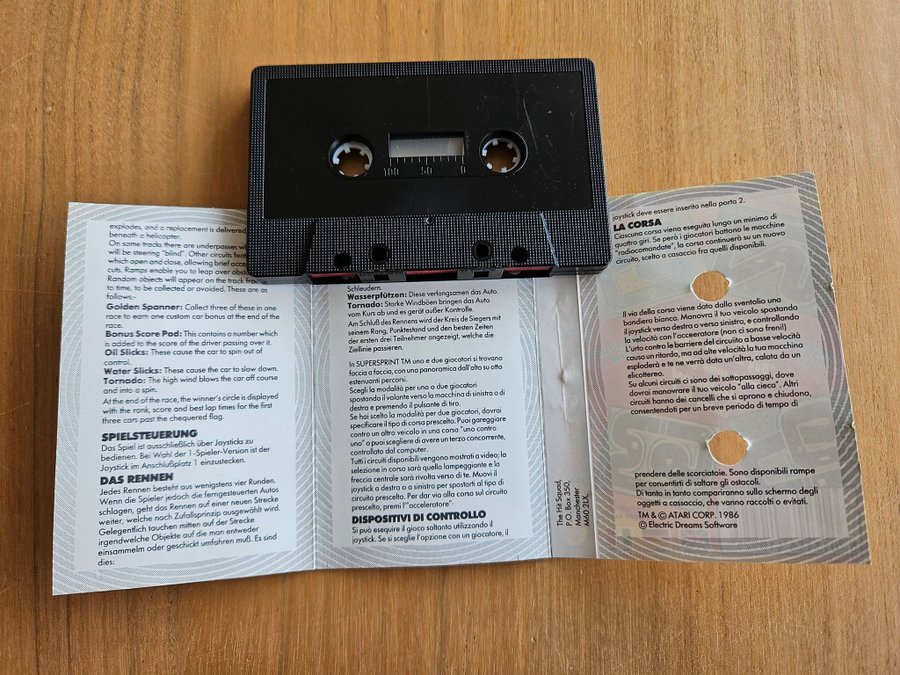 100 50 0
explodes, and a replacement is delivered
beneath a helicopter.
On some tracks there are underpasses
will be steering "blind". Other circuits
which open and close, allowing brief
cuts. Ramps enable you to leap over
Random objects will appear on the track
to time, to be collected or avoided. These are as
follows:-
Golden Spanner: Collect three of these in one
race to earn one custom car bonus at the end of the
race.
Bonus Score Pad: This contains a number which
is added to the score of the driver passing over it.
Oil Slicks: These cause the car to spin out of
control.
Water Slicks: These cause the car to slow down.
Tornado: The high wind blows the car off course
and into a spin.
At the end of the race, the winner's circle is displayed
with the rank, score and best lap times for the first
three cars past the chequered flag.
SPIELSTEUERUNG
Das Spiel ist ausschließlich über Joysticks zu
bedienen. Bei Wahl der 1-Spieler-Version ist der
Joystick im Anschlußplatz 1 einzustecken.
DAS RENNEN
Jedes Rennen besteht aus wenigstens vier Runden.
Wenn die Spieler jedoch die ferngesteuerten Autos
schlagen, geht das Rennen auf einer neuen Strecke
weiter, welche nach Zufallsprinzip ausgewählt wird.
Gelegentlich tauchen mitten auf der Strecke
irgendwelche Objekte auf die man entweder
einsammeln oder geschickt umfahren muß. Es sind
dies:
Schleudern.
Wasserpfützen: Diese verlangsamen das Auto.
Tornado: Starke Windböen bringen das Auto
vom Kurs ab und es gerät außer Kontrolle.
Am Schluß des Rennens wird der Kreis de Siegers mit
seinem Rang, Punktestand und den besten Zeiten
der ersten drei Teilnehmer angezeigt, welche die
Ziellinie passieren.
In SUPERSPRINT TM uno e due giocatori si trovano
faccia a faccia, con una panoramica dall'alto su otto
estenuanti percorsi.
Scegli la modalità per uno o due giocatori
spostando il volante verso la macchina di sinistra o di
destra e premendo il pulsante di tiro.
Se hai scelto la modalità per due giocatori, dovrai
specificare il tipo di corsa prescelto. Puoi gareggiare
contro un altro veicolo in una corsa "uno contro
uno" o puoi scegliere di avere un terzo concorrente,
controllato dal computer.
Tutti i circuiti disponibili vengono mostrati a video; la
selezione in corso sarà quella lampeggiante e la
freccia centrale sarà rivolta verso di te. Muovi il
joystick a destra o a sinistra per spostarti al tipo di
circuito prescelto. Per dar via alla corsa sul circuito
prescelto, premi l'"acceleratore"
DISPOSITIVI DI CONTROLLO
Si può esequire il gioco soltanto utilizzando il
joystick. Se si sceglie l'opzione con un giocatore, il
The Hit Squad,
P.O. Box 350,
Manchester
M60 2LX.
joystick deve essere inserito nella porta 2.
LA CORSA
Ciascuna corsa viene eseguita lungo un minimo di
quattro giri. Se però i giocatori battono le macchine
"radiocomandate", la corsa continuerà su un nuovo
circuito, scelto a casaccio fra quelli disponibili.
Il via della corsa viene dato dallo sventolio una
bandiera bianca. Manovra il tuo veicolo spostando
il joystick verso destra e verso sinistra, e controllando
la velocità con l'acceratore (non ci sono freni!)
L'urto contro le barriere del circuiito a basse velocità
causa un ritardo, ma ad alte velocità la tua macchina
esploderà e te ne verrà data un'altra, calata da un
elicottereo.
Su alcuni circuiti ci sono dei sottopassaggi, dove
dovrai manovrare il tuo veicolo "alla cieca". Altri
circuiti hanno dei cancelli che si aprono e chiudono,
consentendoti per un breve periodo di tempo di
prendere delle scorciatoie. Sono disponibili rampe
per consentirti di saltare gli ostacoli.
Di tanto in tanto compariranno sullo schermo degli
oggetti a casaccio, che vanno raccolti o evitati.
TM & © ATARI CORP. 1986
© Electric Dreams Software